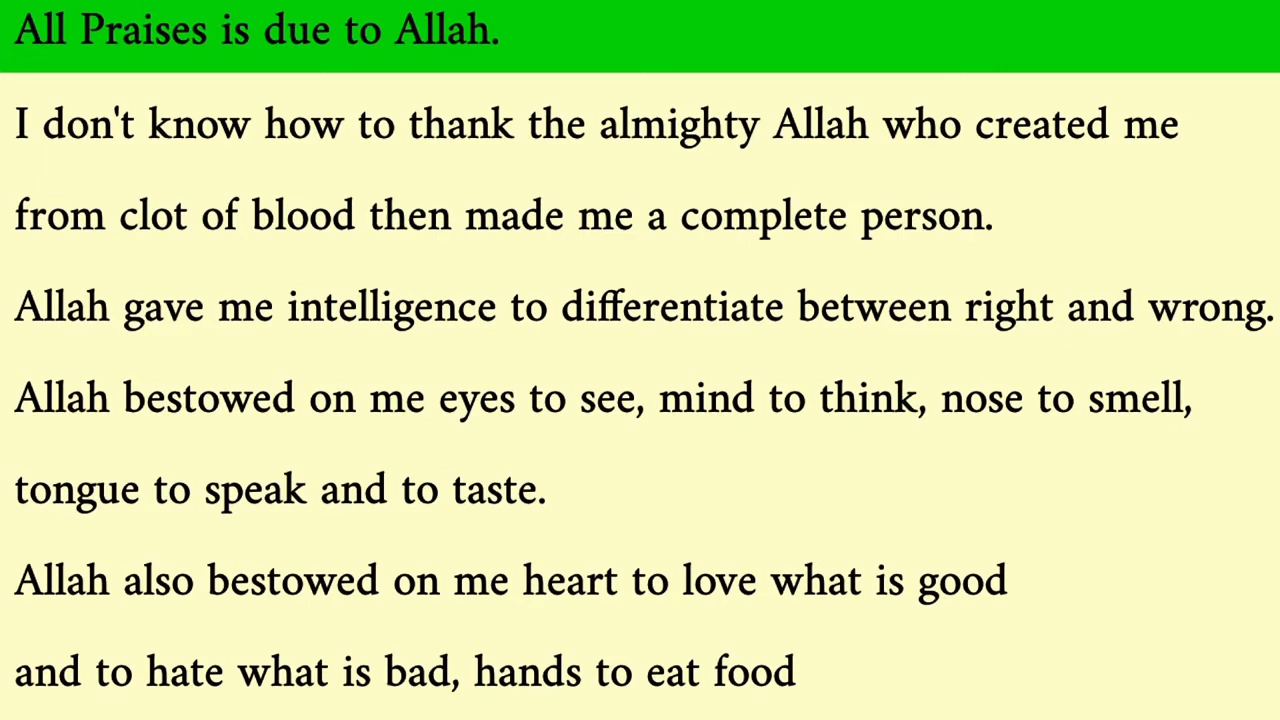 All Praises is due to Allah.
I don't know how to thank the almighty Allah who created me
from clot of blood then made me a complete person.
Allah gave me intelligence to differentiate between right and wrong.
Allah bestowed on me eyes to see, mind to think, nose to smell,
tongue to speak and to taste.
Allah also bestowed on me heart to love what is good
and to hate what is bad, hands to eat food